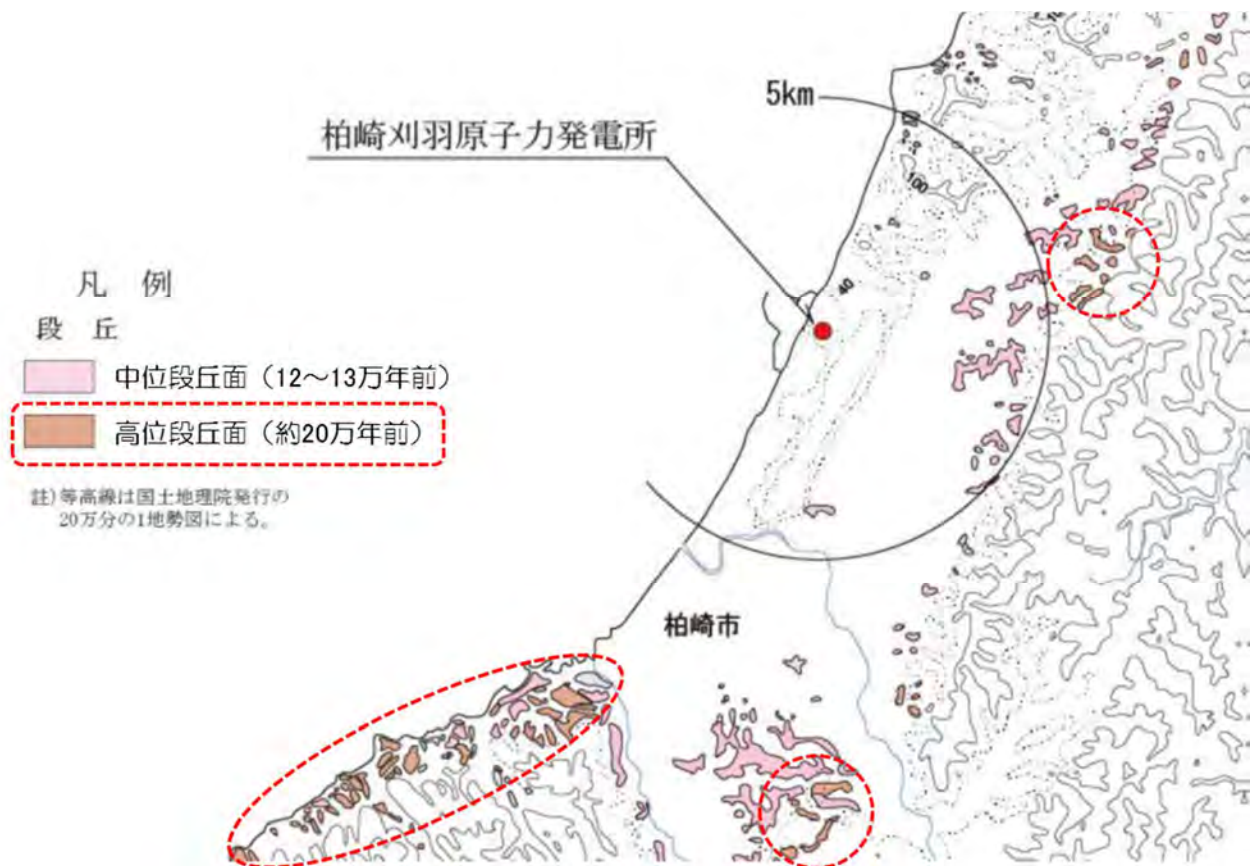 5km
柏崎刈羽原子力発電所
100
40
凡 例
段 丘
中位段丘面（12～13万年前）
高位段丘面（約20万年前）
註）等高線は国土地理院発行の
20万分の1地勢図による。
柏崎市